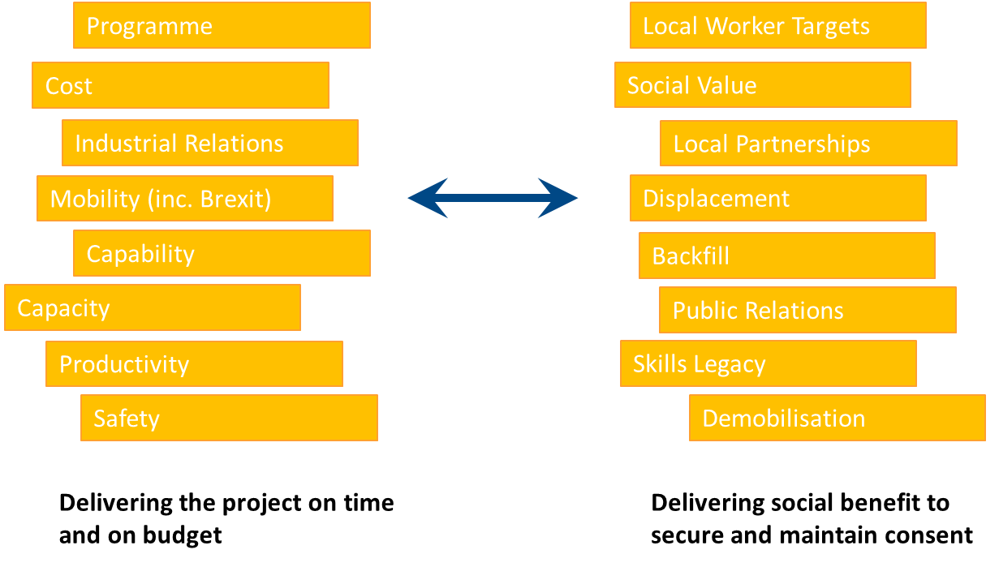 Programme
Cost
Industrial Relations
Mobility (inc. Brexit)
Capability
Capacity
Productivity
Safety
Delivering the project on time
and on budget
Local Worker Targets
Social Value
Local Partnerships
Displacement
Backfill
Public Relations
Skills Legacy
Demobilisation
Delivering social benefit to
secure and maintain consent